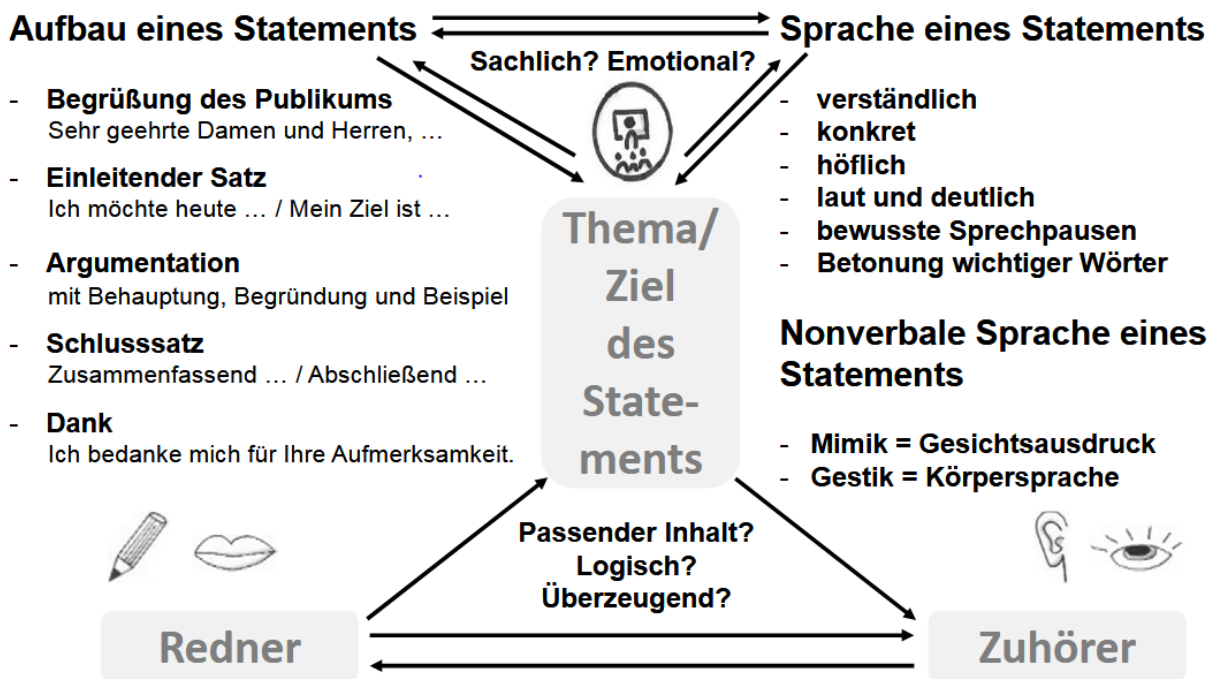 Aufbau eines Statements
- Begrüßung des Publikums
Sehr geehrte Damen und Herren, …
- Einleitender Satz
Ich möchte heute … / Mein Ziel ist …
- Argumentation
mit Behauptung, Begründung und Beispiel
- Schlusssatz
Zusammenfassend … / Abschließend …
- Dank
Ich bedanke mich für Ihre Aufmerksamkeit.
Sachlich? Emotional?
Thema/
Ziel
des
State-
ments
Sprache eines Statements
- verständlich
- konkret
- höflich
- laut und deutlich
- bewusste Sprechpausen
- Betonung wichtiger Wörter
Nonverbale Sprache eines
Statements
- Mimik = Gesichtsausdruck
- Gestik = Körpersprache
Passender Inhalt?
Logisch?
Überzeugend?
Redner
Zuhörer